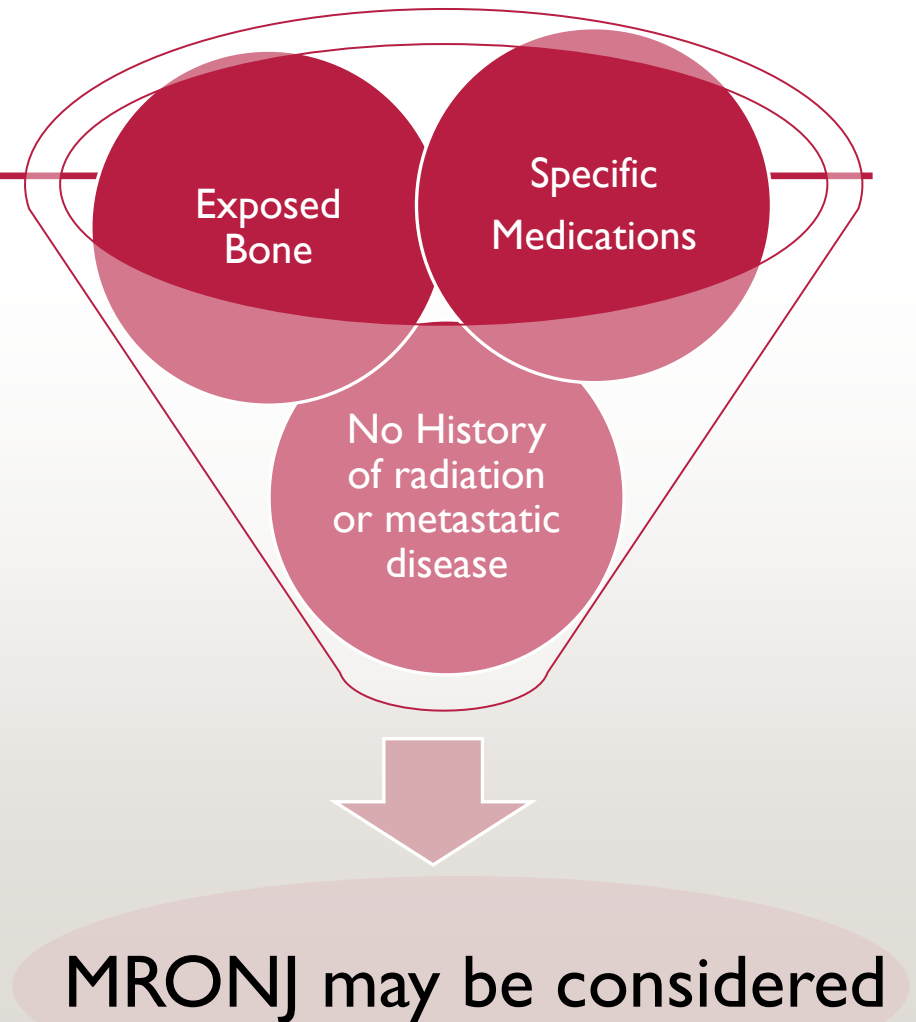 Exposed
Bone
Specific
Medications
No History
of radiation
or metastatic
disease
MRONJ may be considered